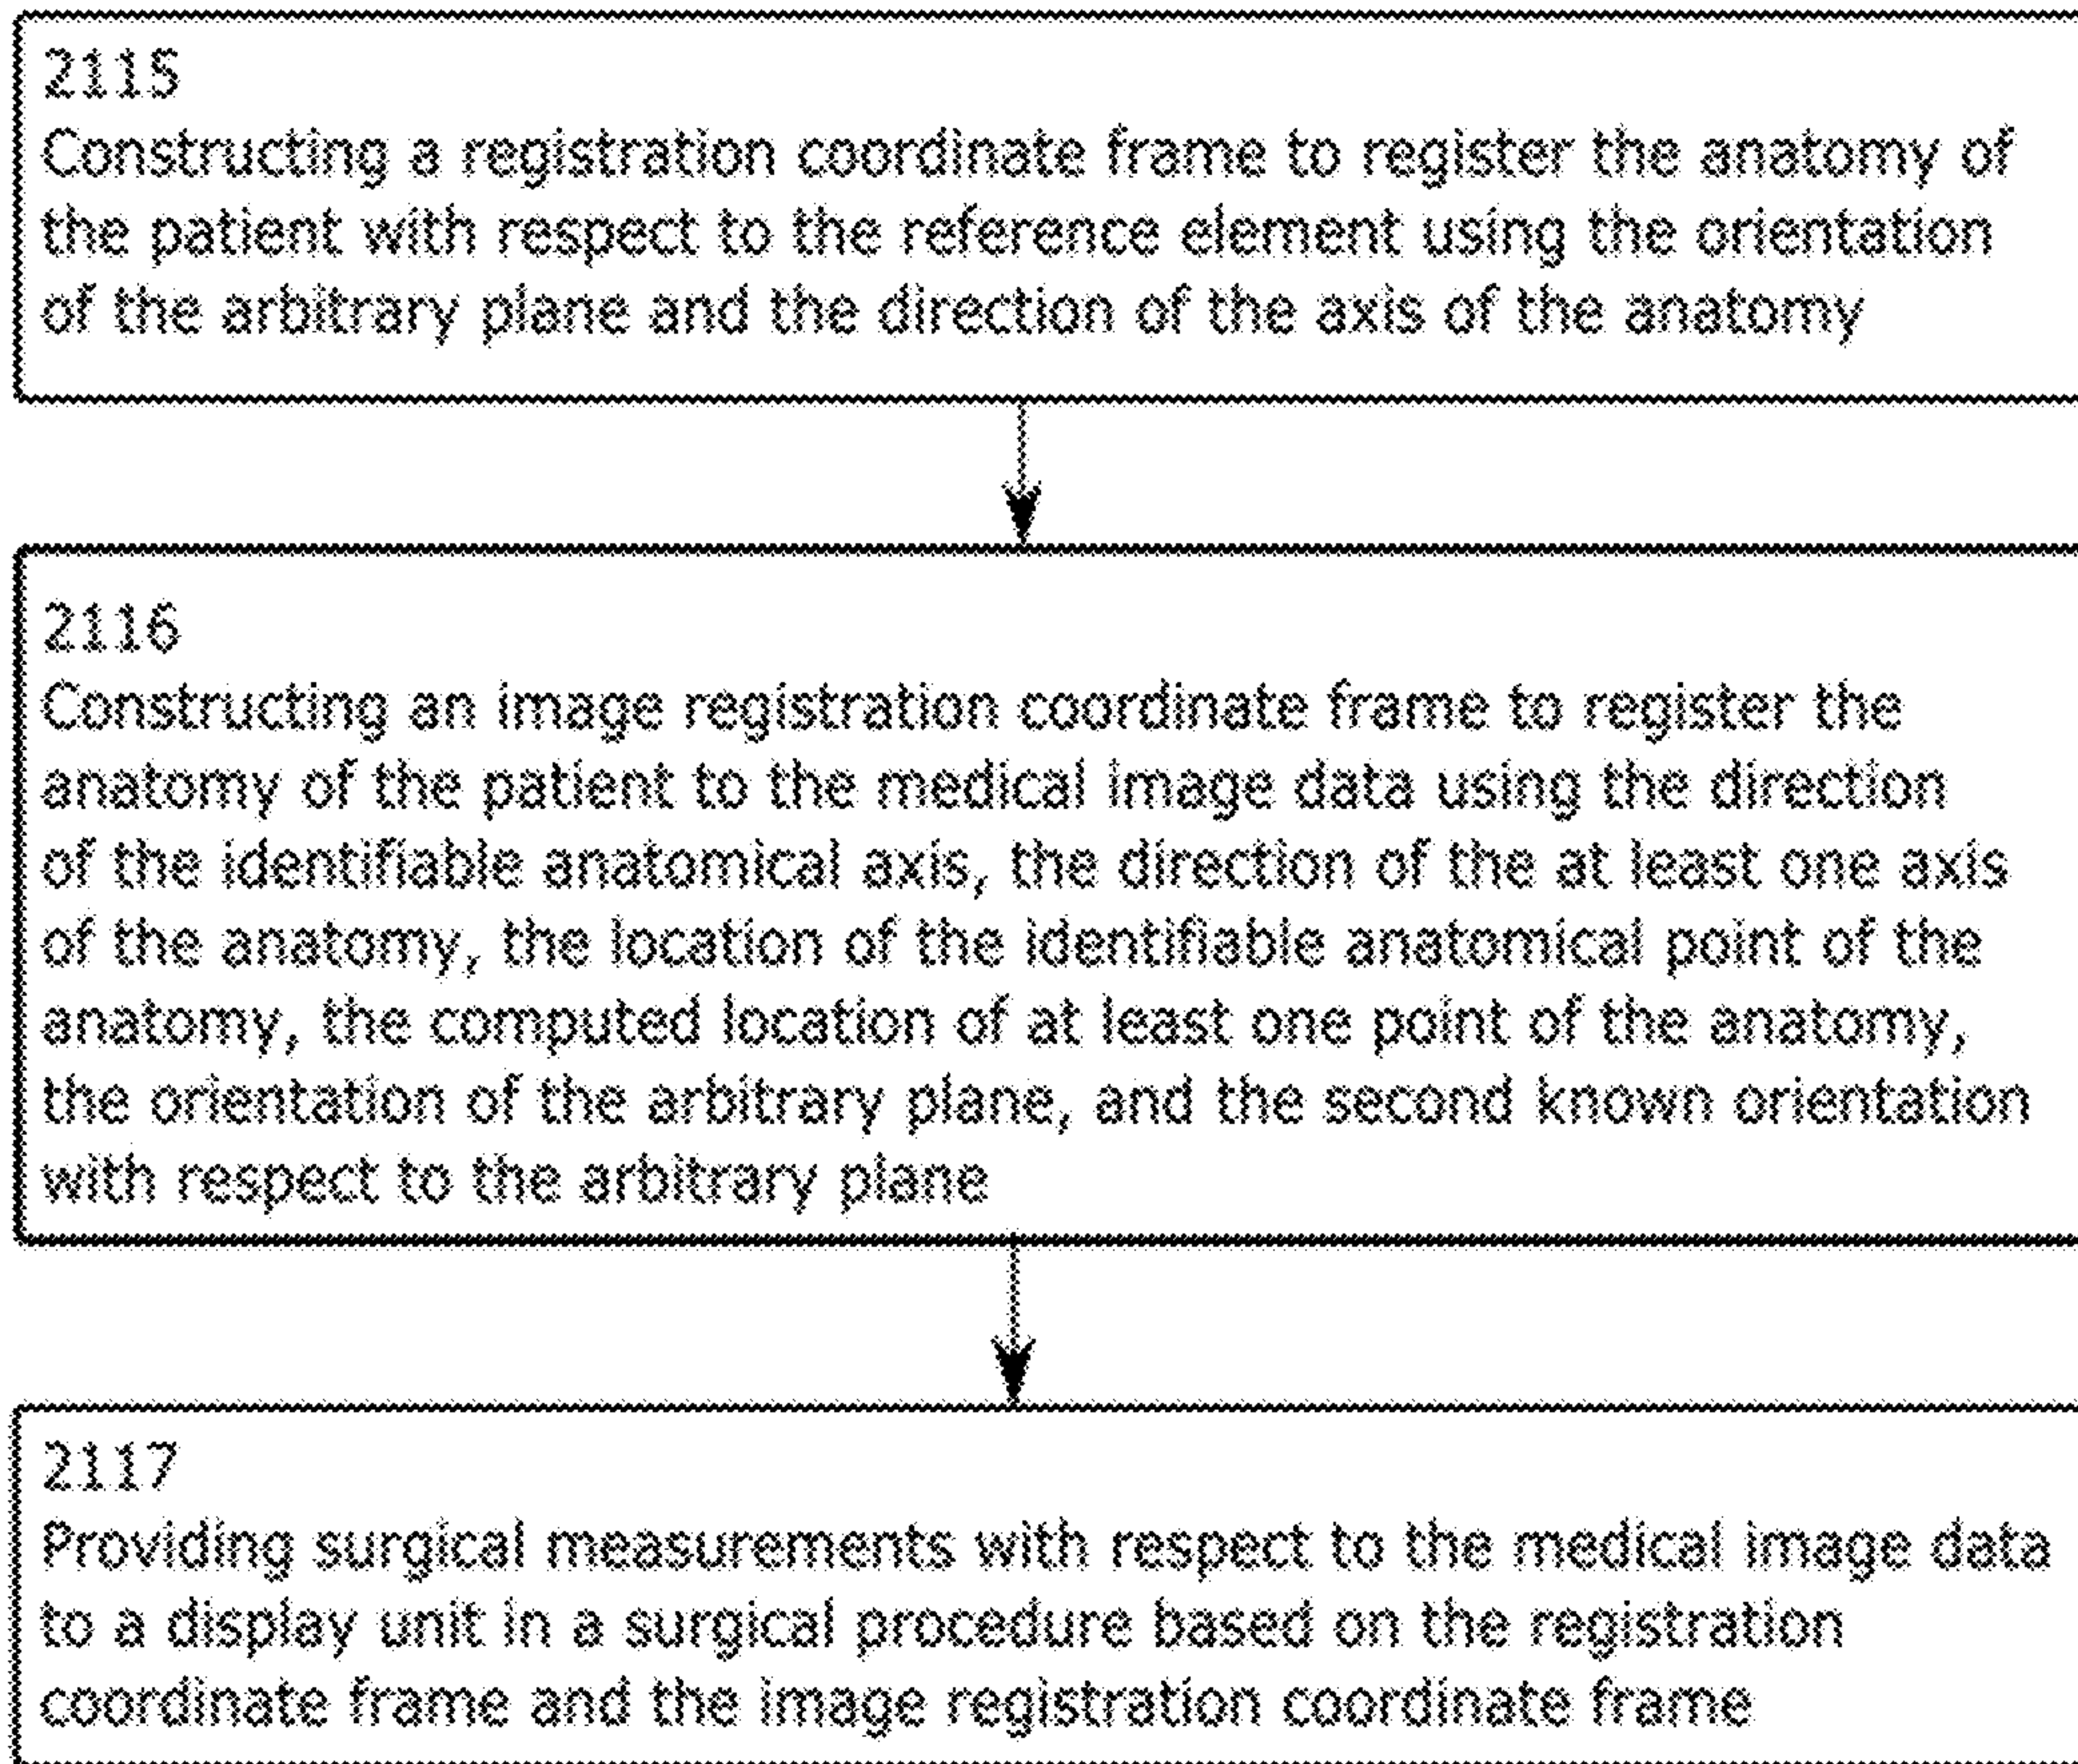 2115
Constructing a registration coordinate frame to register the anatomy of
the patient with respect to the reference element using the orientation
of the arbitrary plane and the direction of the axis of the anatomy
2116
Constructing an image registration coordinate frame to register the
anatomy of the patient to the medical image data using the direction
of the identifiable anatomical axis, the direction of the at least one axis
of the anatomy, the location of the identifiable anatomical point of the
anatomy, the computed location of at least one point of the anatomy,
the orientation of the arbitrary plane, and the second known orientation
with respect to the arbitrary plane
2117
Providing surgical measurements with respect to the medical image data
to a display unit in a surgical procedure based on the registration
coordinate frame and the image registration coordinate frame